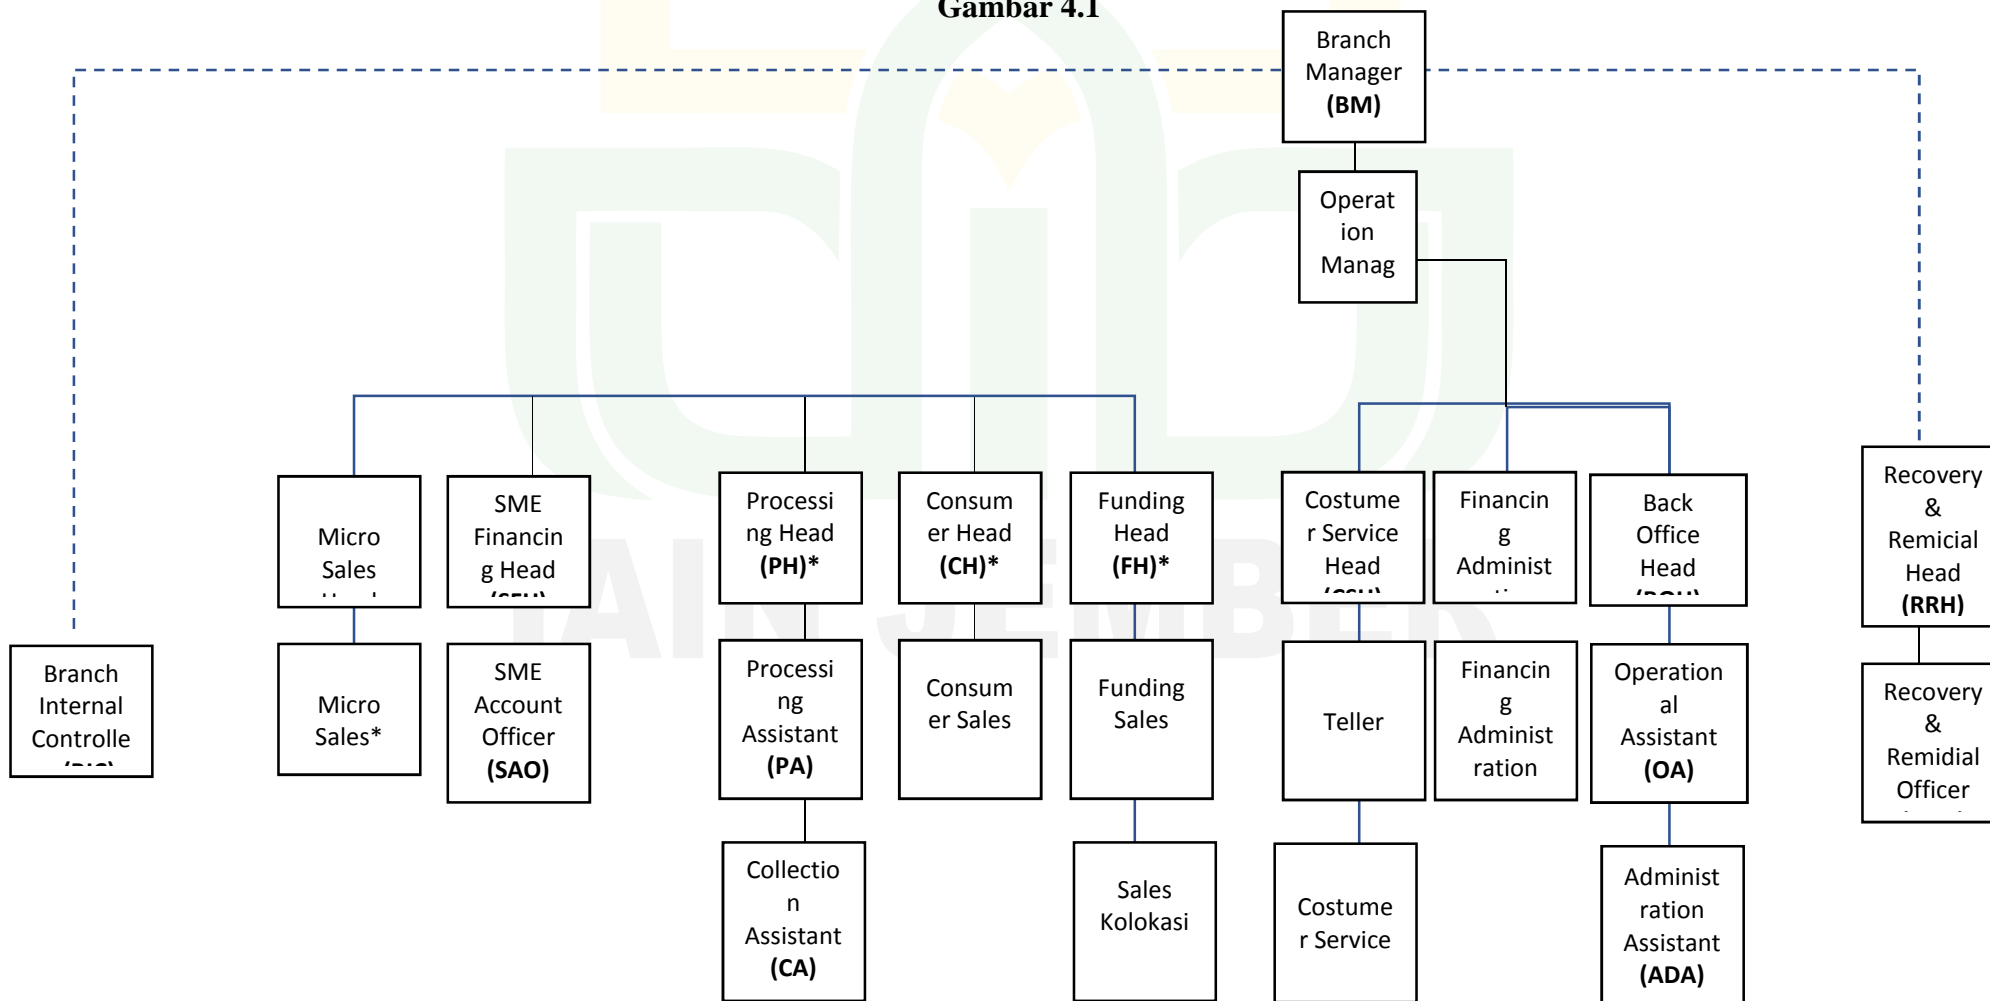 Gambar 4.1
Branch
Manager
(BM)
Operat
ion
Manag
Micro
Sales
SME
Financin
g Head
Processi
ng Head
(PH)*
Consum
er Head
(CH)*
Funding
Head
(FH)*
Costume
r Service
Head
Financin
g
Administ
Back
Office
Head
Recovery
&
Remicial
Head
(RRH)
Branch
Internal
Controlle
Micro
Sales*
SME
Account
Officer
(SAO)
Processi
ng
Assistant
(PA)
Consum
er Sales
Funding
Sales
Teller
Financin
g
Administ
ration
Operation
al
Assistant
(OA)
Recovery
&
Remidial
Officer
Collectio
n
Assistant
(CA)
Sales
Kolokasi
Costume
r Service
Administ
ration
Assistant
(ADA)
IAIN JEMBER